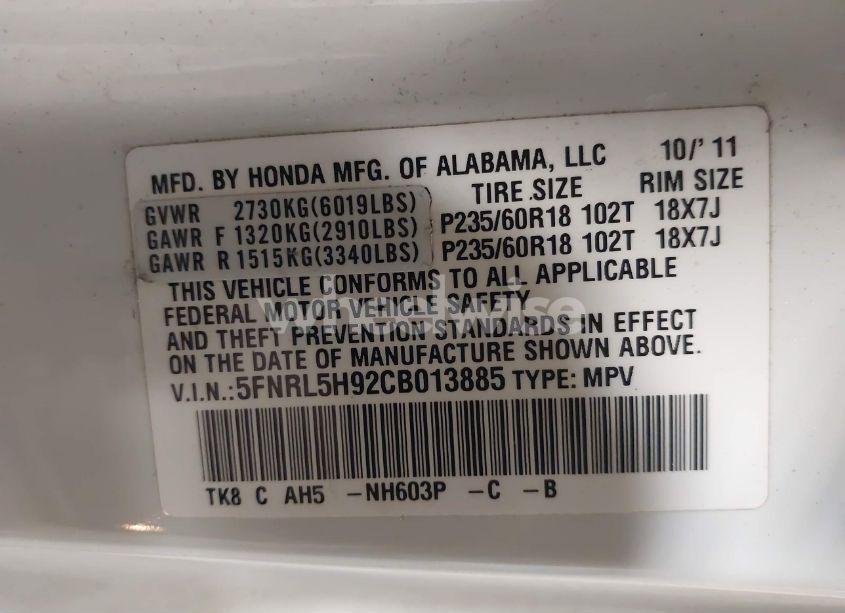 MFD. BY HONDA MFG. OF ALABAMA, LLC 10/' 11
TIRE SIZE RIM SIZE
GVWR 2730KG(6019LBS)
GAWR F 1320KG(2910LBS) P235/60R18 102T 18X7J
GAWR R 1515KG(3340LBS) P235/60R18 102T 18X7J
THIS VEHICLE CONFORMS TO ALL APPLICABLE
FEDERAL MOTOR VEHICLE SAFETY
AND THEFT PREVENTION STANDARDS IN EFFECT
ON THE DATE OF MANUFACTURE SHOWN ABOVE.
V.I.N.:5FNRL5H92CB013885 TYPE: MPV
TK8 C AH5 -NH603P -C -B